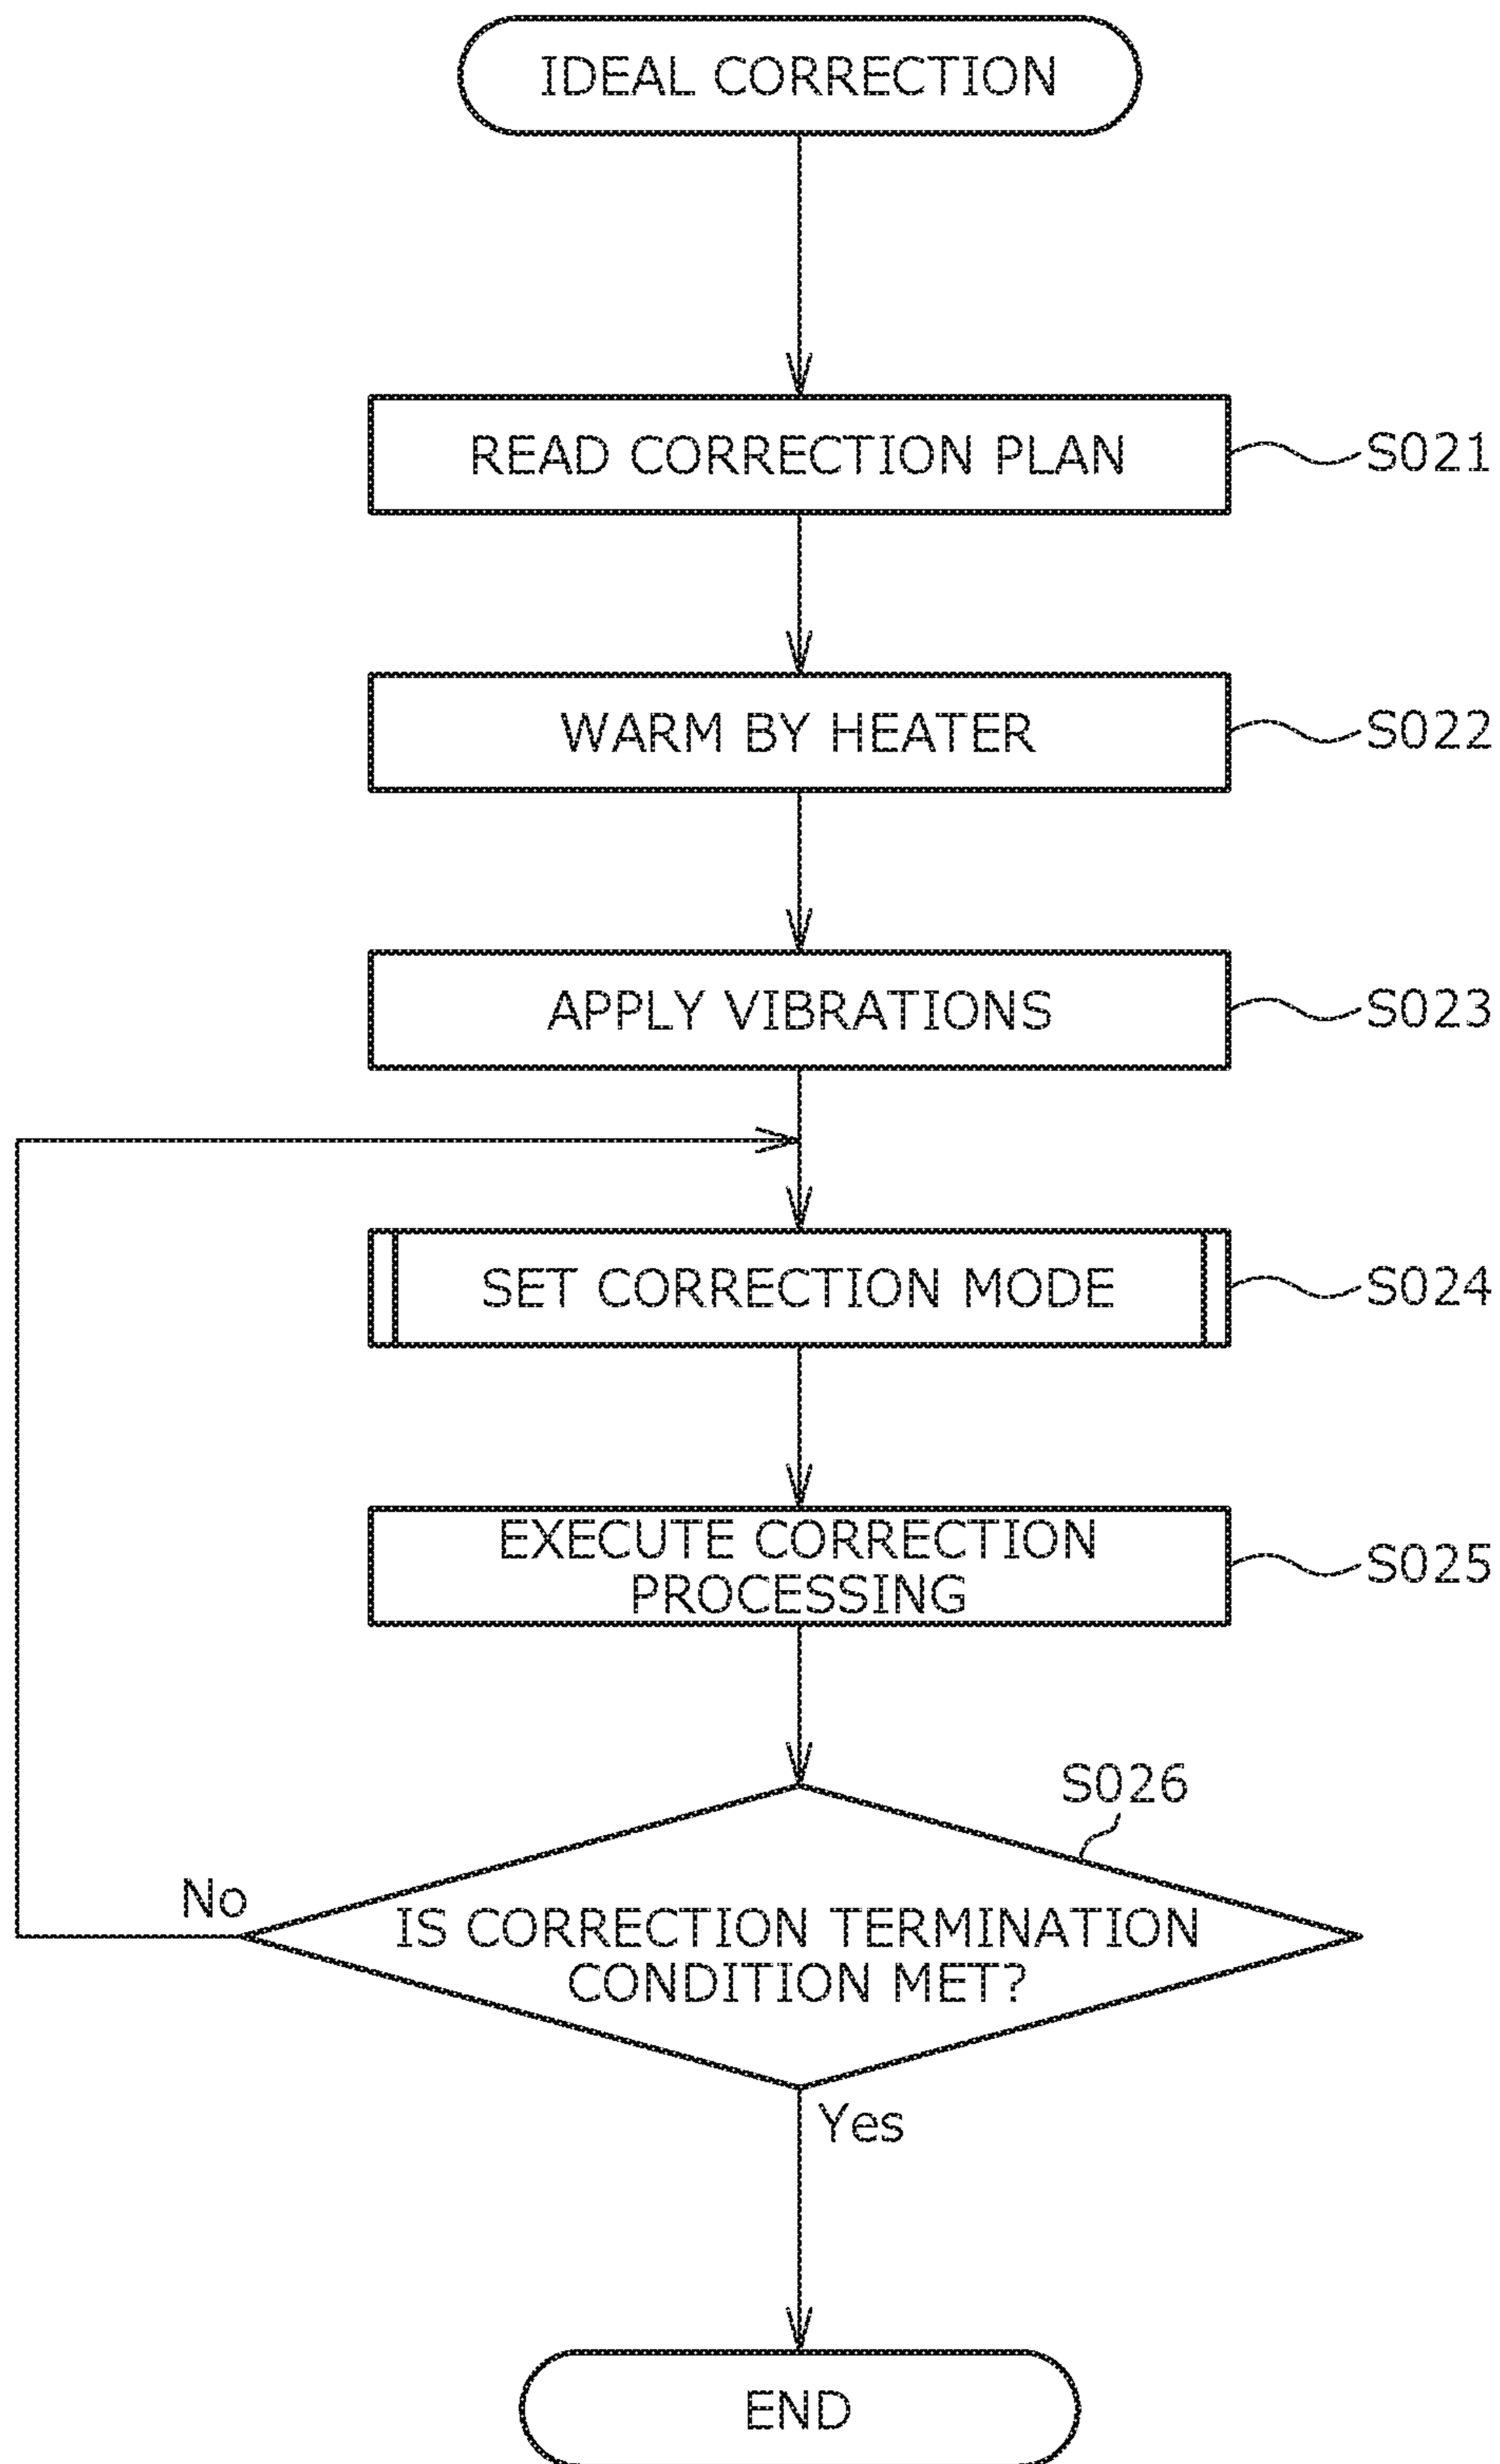 IDEAL CORRECTION
READ CORRECTION PLAN
S021
WARM BY HEATER
S022
APPLY VIBRATIONS
S023
SET CORRECTION MODE
S024
EXECUTE CORRECTION
PROCESSING
S025
S026
No
IS CORRECTION TERMINATION
CONDITION MET?
Yes
END